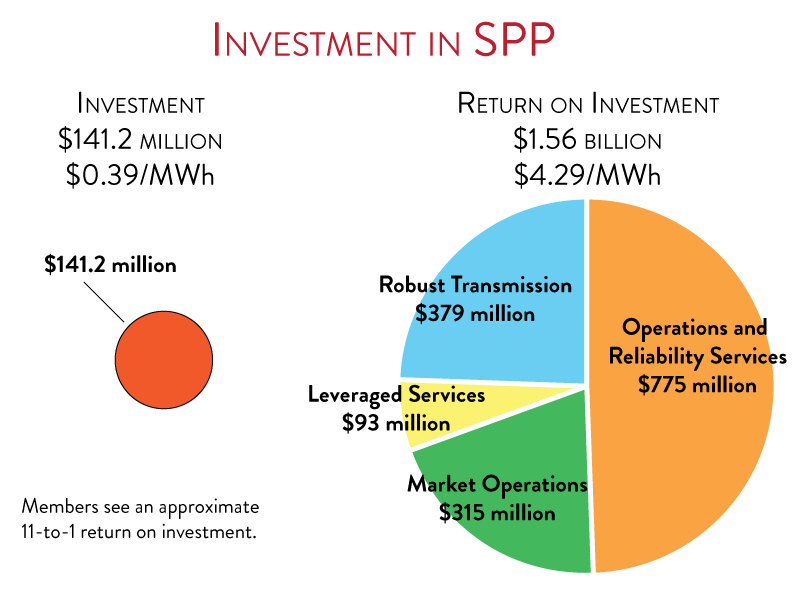 Investment in SPP
Investment
$141.2 million
$0.39/MWh
Return on Investment
$1.56 billion
$4.29/MWh
$141.2 million
Robust Transmission
$379 million
Operations and
Reliability Services
$775 million
Leveraged Services
$93 million
Market Operations
$315 million
Members see an approximate
11-to-1 return on investment.